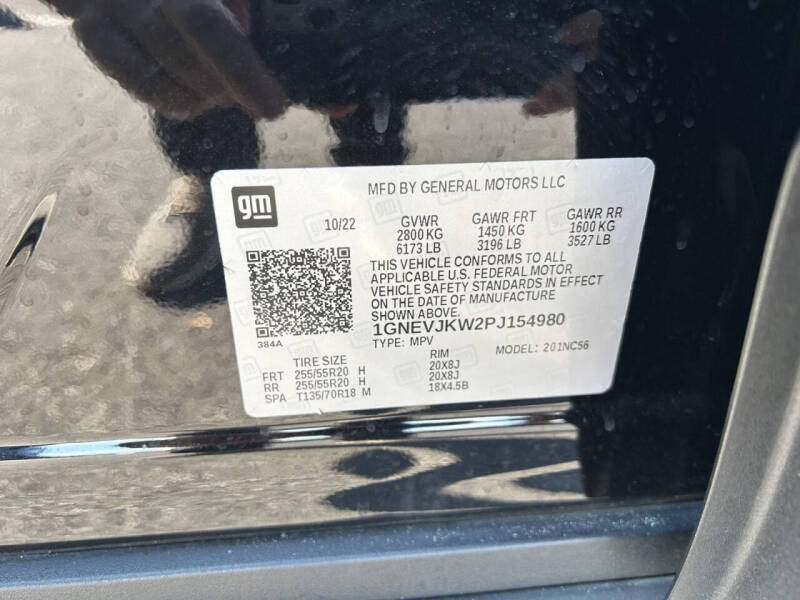 gm
MFD BY GENERAL MOTORS LLC
10/22 GVWR GAWR FRT GAWR RR
2800 KG 1450 KG 1600 KG
6173 LB 3196 LB 3527 LB
THIS VEHICLE CONFORMS TO ALL
APPLICABLE U.S. FEDERAL MOTOR
VEHICLE SAFETY STANDARDS IN EFFECT
ON THE DATE OF MANUFACTURE
SHOWN ABOVE.
1GNEVJKW2PJ154980
384A
TYPE: MPV MODEL: 201NC56
TIRE SIZE RIM
FRT 255/55R20 H 20X8J
RR 255/55R20 H 20X8J
SPA T135/70R18 M 18X4.5B